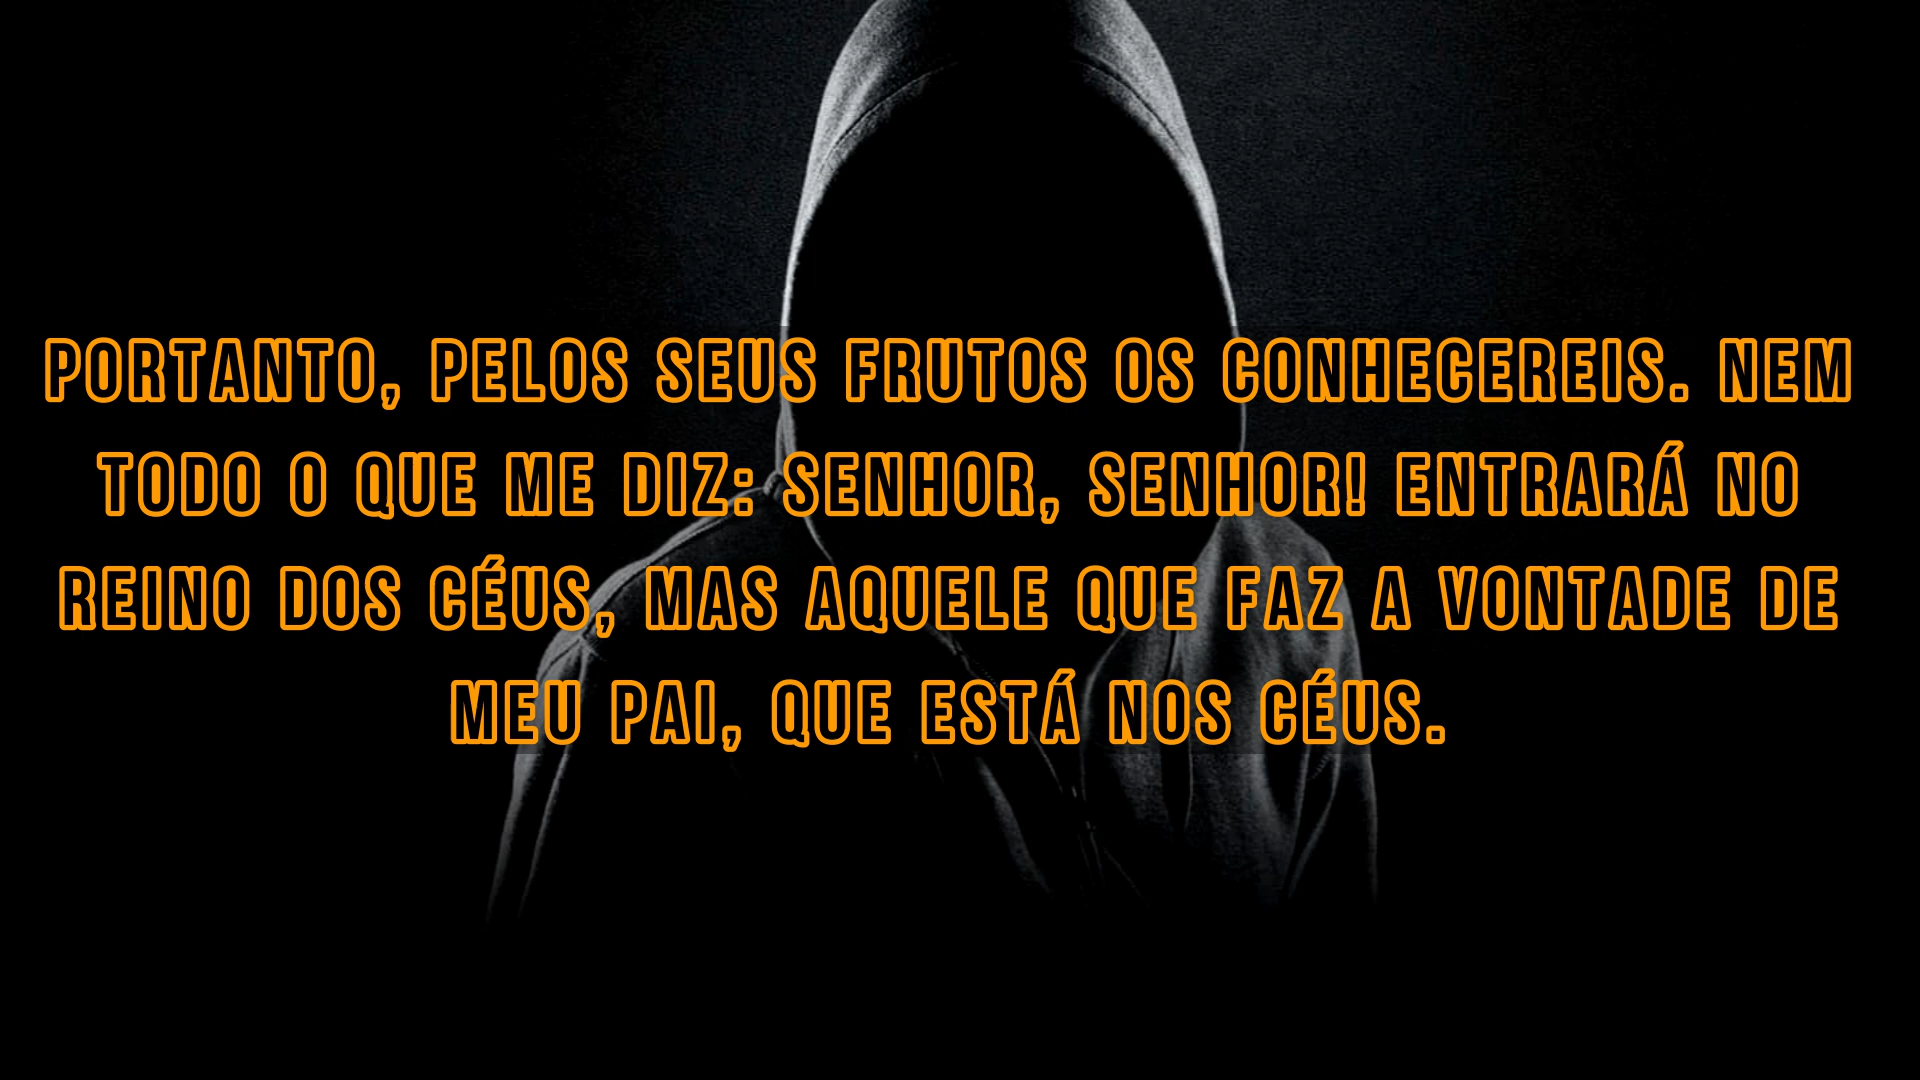 PORTANTO, PELOS SEUS FRUTOS OS CONHECEREIS. NEM
TODO O QUE ME DIZ: SENHOR, SENHOR! ENTRARÁ NO
REINO DOS CÉUS, MAS AQUELE QUE FAZ A VONTADE DE
MEU PAI, QUE ESTÁ NOS CÉUS.